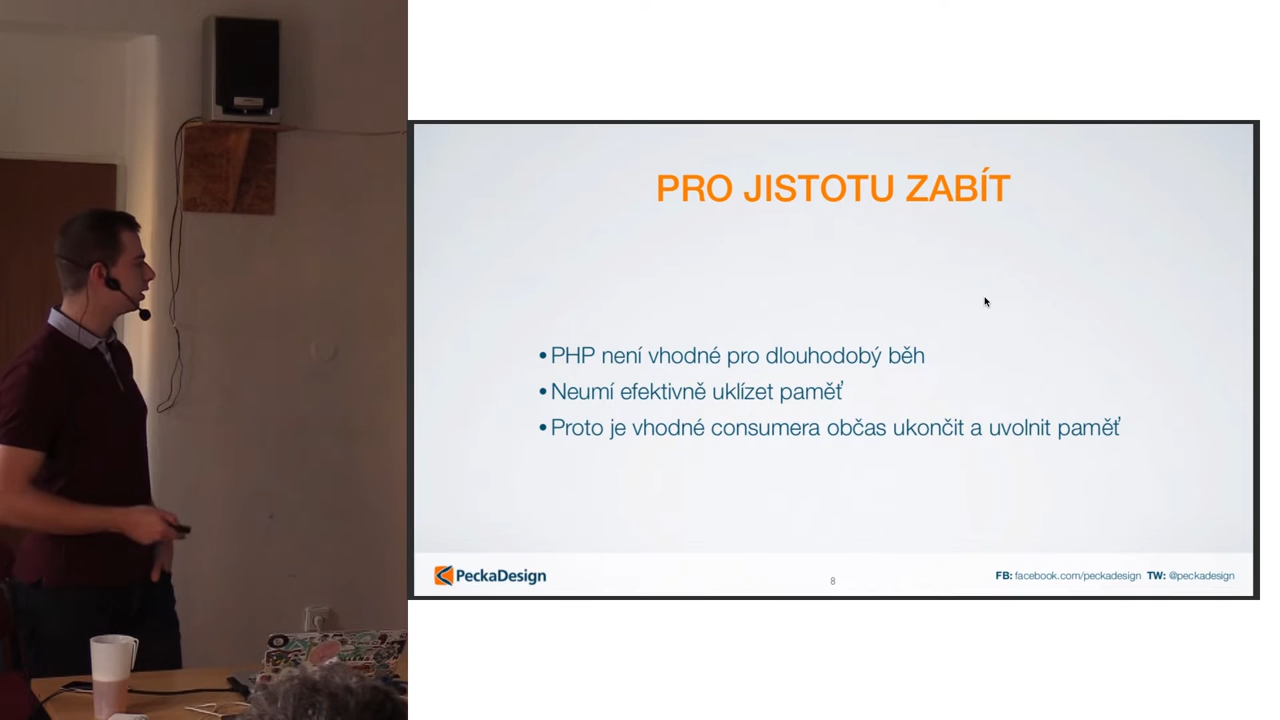 PRO JISTOTU ZABÍT
•PHP není vhodné pro dlouhodobý běh
•Neumí efektivně uklízet paměť
•Proto je vhodné consumera občas ukončit a uvolnit paměť
PeckaDesign
8
FB: facebook.com/peckadesign TW: @peckadesign